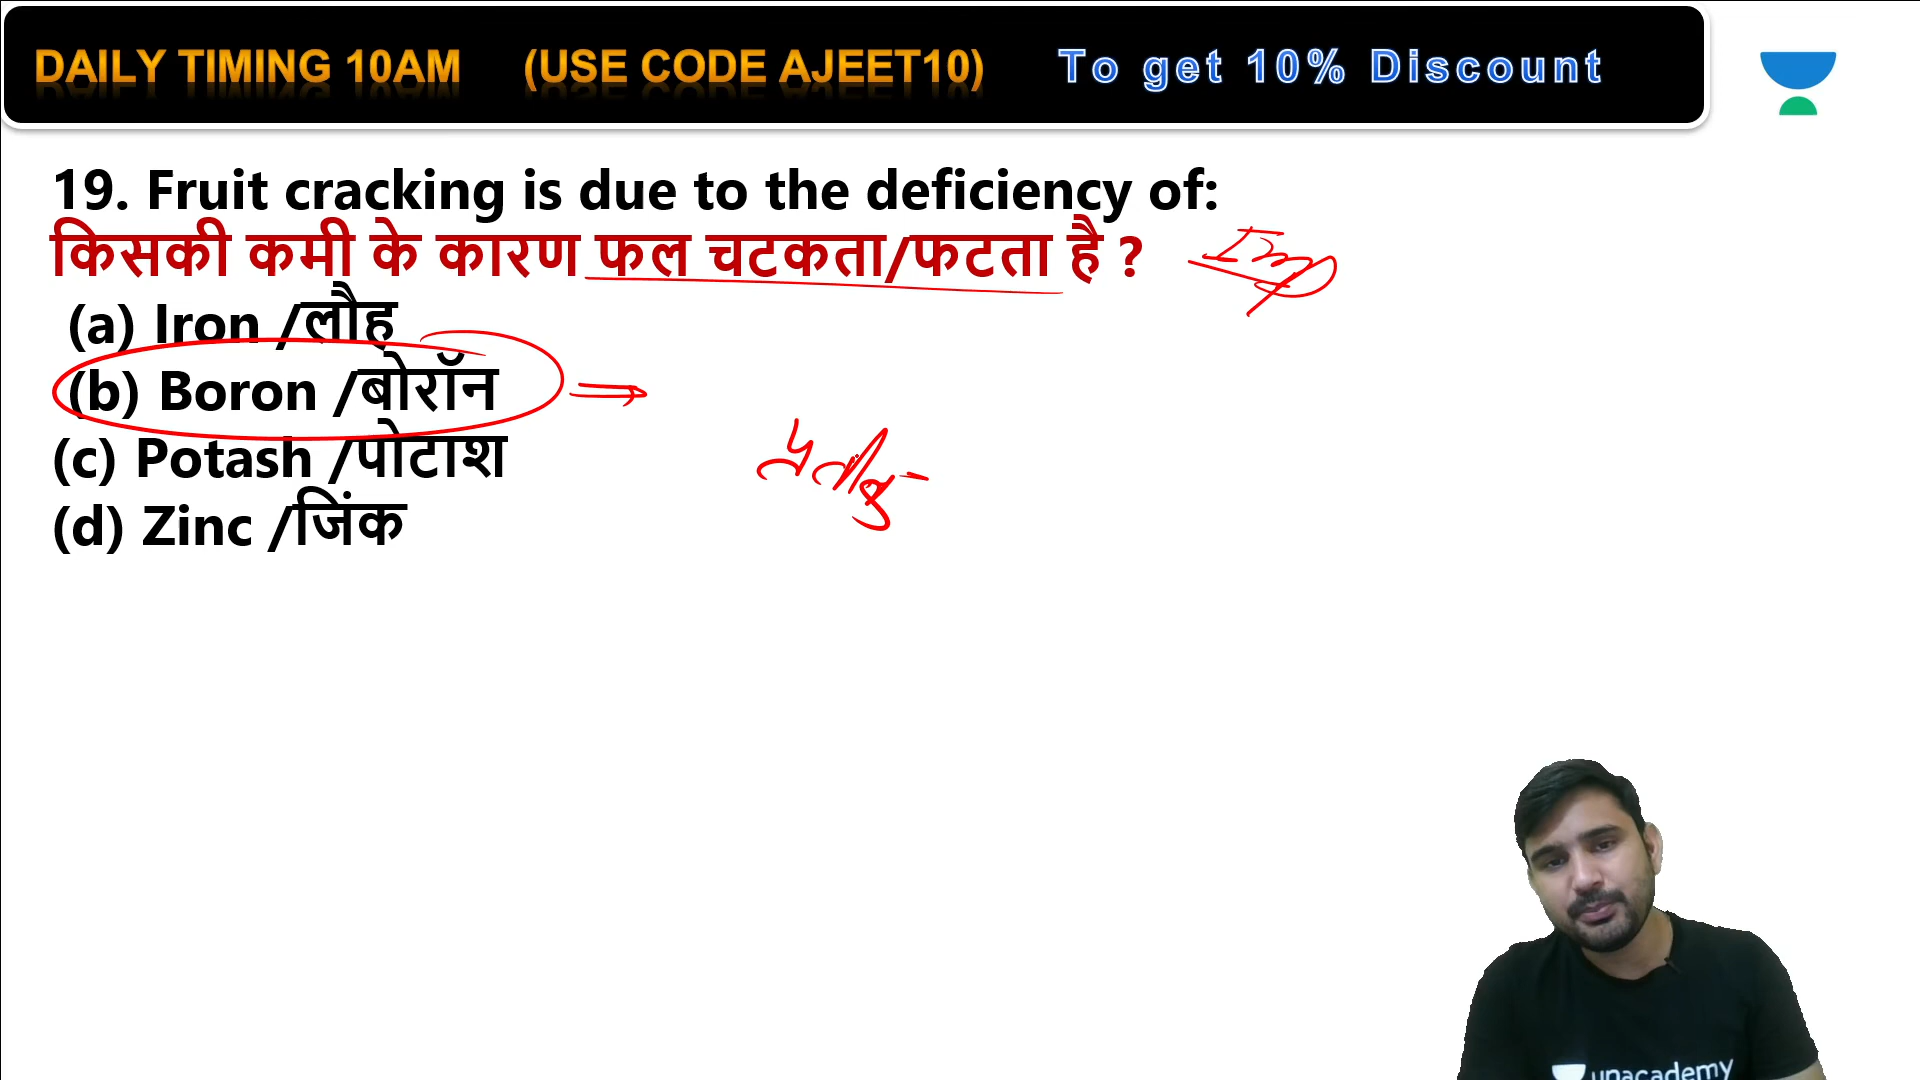 DAILY TIMING 10AM (USE CODE AJEET10) To get 10% Discount
19. Fruit cracking is due to the deficiency of:
किसकी कमी के कारण फल चटकता/फटता है ?
Imp
(a) Iron /लौह
(b) Boron /बोरॉन
(c) Potash /पोटाश
(d) Zinc /जिंक
unacademy